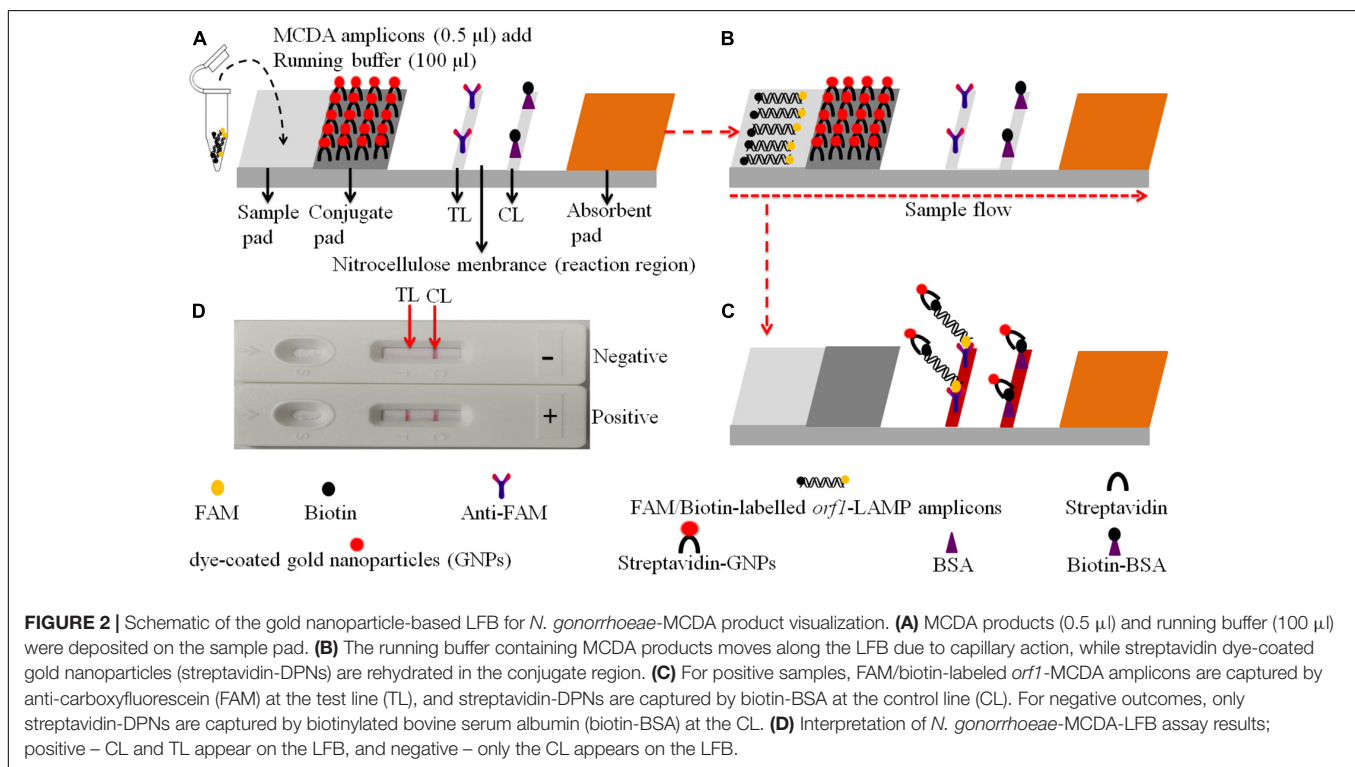 A
MCDA amplicons (0.5 µl) add
Running buffer (100 µl)
B
Sample pad
Conjugate pad
TL
CL
Absorbent pad
Nitrocellulose menbrance (reaction region)
Sample flow
D
TL CL
C T
S
-
Negative
C T
S
+
Positive
C
FAM
Biotin
Anti-FAM
FAM/Biotin-labelled orf1-LAMP amplicons
Streptavidin
dye-coated gold nanoparticles (GNPs)
Streptavidin-GNPs
BSA
Biotin-BSA
FIGURE 2 | Schematic of the gold nanoparticle-based LFB for N. gonorrhoeae-MCDA product visualization. (A) MCDA products (0.5 µl) and running buffer (100 µl)
were deposited on the sample pad. (B) The running buffer containing MCDA products moves along the LFB due to capillary action, while streptavidin dye-coated
gold nanoparticles (streptavidin-DPNs) are rehydrated in the conjugate region. (C) For positive samples, FAM/biotin-labeled orf1-MCDA amplicons are captured by
anti-carboxyfluorescein (FAM) at the test line (TL), and streptavidin-DPNs are captured by biotin-BSA at the control line (CL). For negative outcomes, only
streptavidin-DPNs are captured by biotinylated bovine serum albumin (biotin-BSA) at the CL. (D) Interpretation of N. gonorrhoeae-MCDA-LFB assay results;
positive – CL and TL appear on the LFB, and negative – only the CL appears on the LFB.